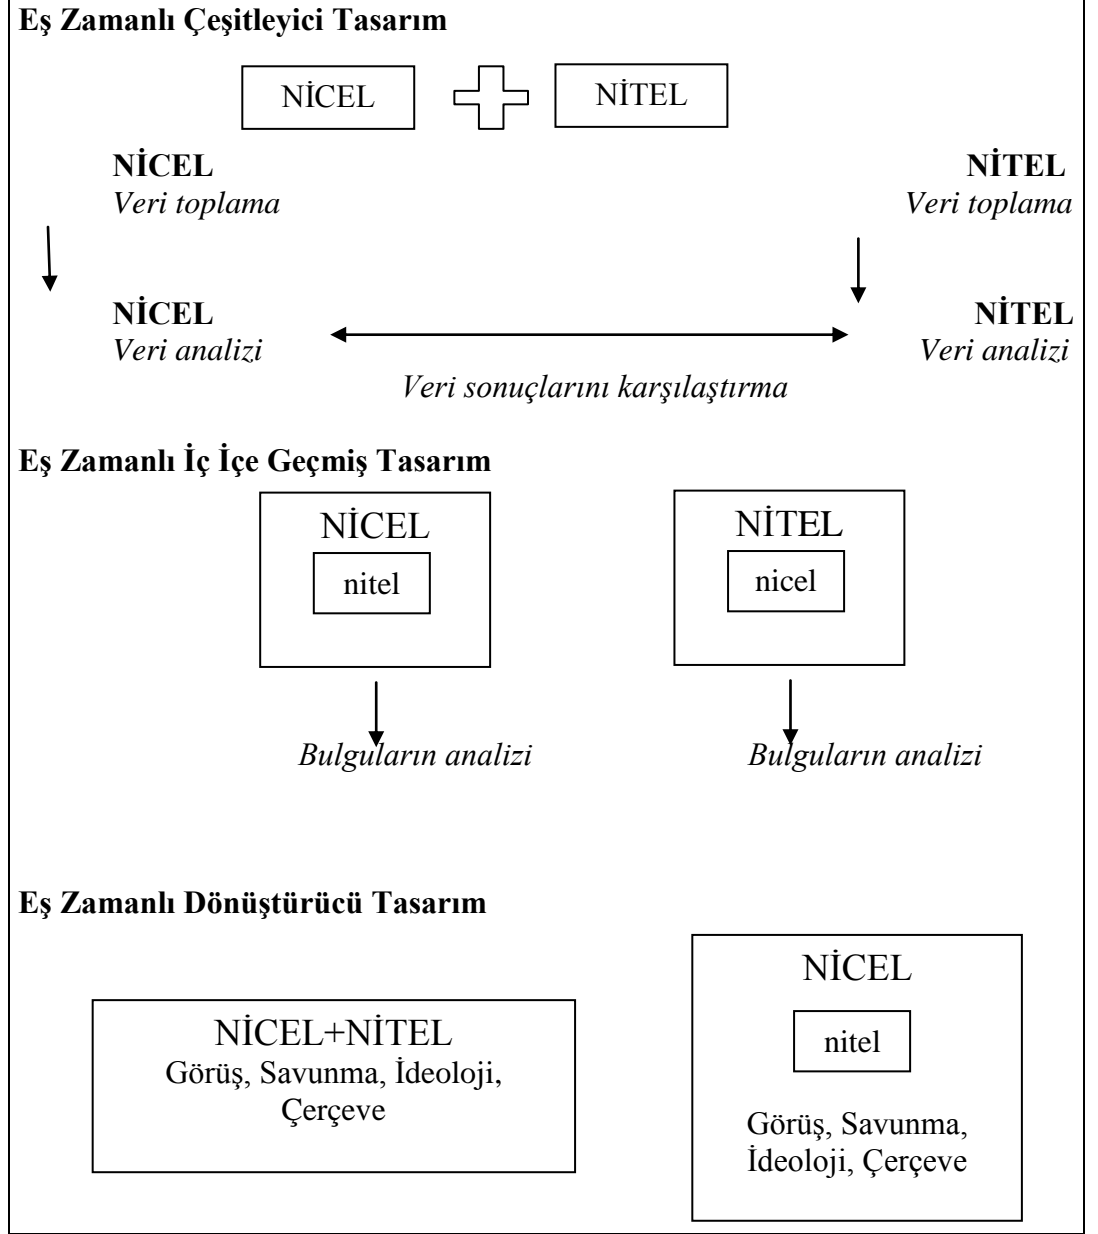 Eş Zamanlı Çeşitleyici Tasarım
NİCEL NİTEL
NİCEL NİTEL
Veri toplama Veri toplama
NİCEL NİTEL
Veri analizi Veri analizi
Veri sonuçlarını karşılaştırma
Eş Zamanlı İç İçe Geçmiş Tasarım
NİCEL NİTEL
nitel nicel
Bulguların analizi Bulguların analizi
Eş Zamanlı Dönüştürücü Tasarım
NİCEL+NİTEL
Görüş, Savunma, İdeoloji,
Çerçeve
NİCEL
nitel
Görüş, Savunma,
İdeoloji, Çerçeve